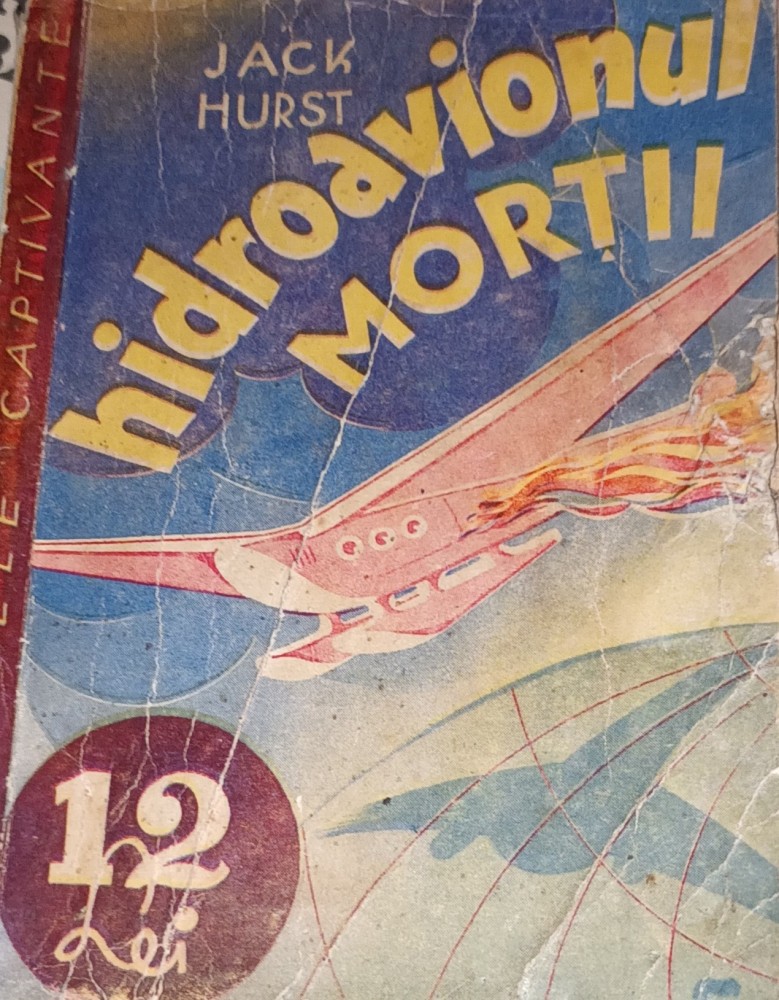 JACK
HURST
hidroavionul
MORȚII
CAPTIVANTE
12
Lei